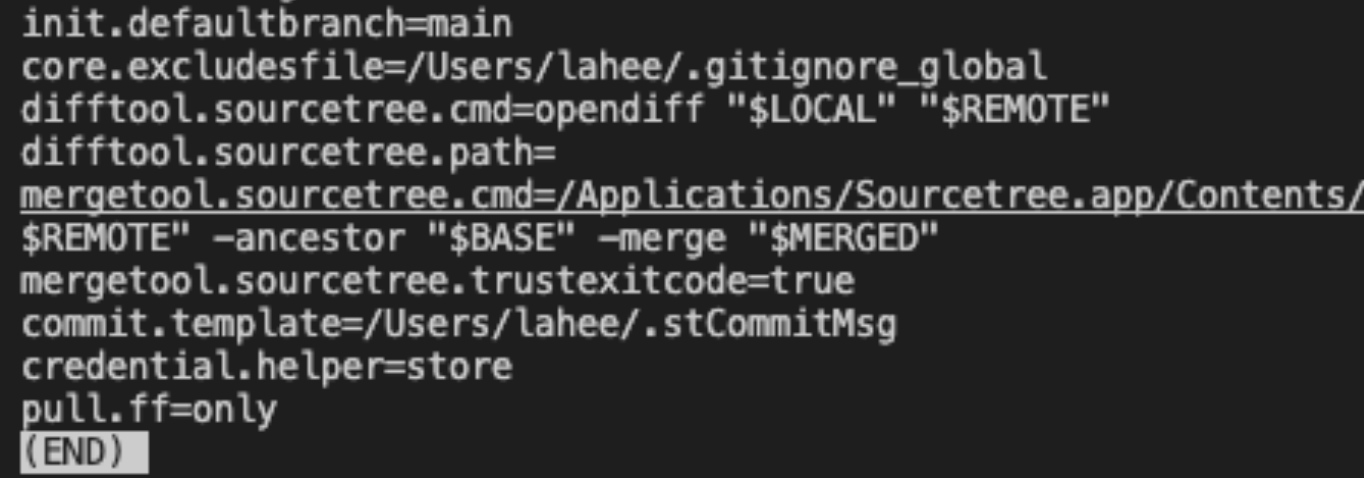 init.defaultbranch=main
core.excludesfile=/Users/lahee/.gitignore_global
difftool.sourcetree.cmd=opendiff "$LOCAL" "$REMOTE"
difftool.sourcetree.path=
mergetool.sourcetree.cmd=/Applications/Sourcetree.app/Contents/
$REMOTE" -ancestor "$BASE" -merge "$MERGED"
mergetool.sourcetree.trustexitcode=true
commit.template=/Users/lahee/.stCommitMsg
credential.helper=store
pull.ff=only
(END)